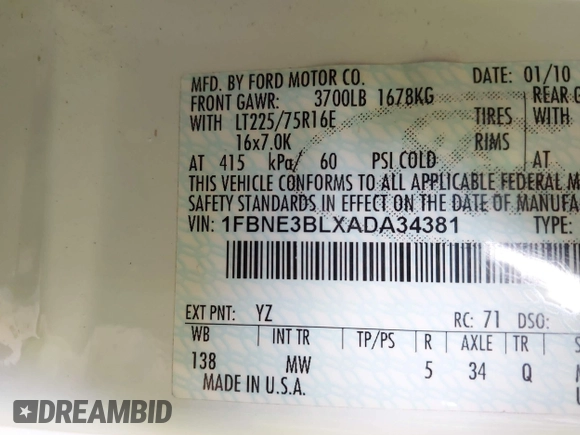 MFD. BY FORD MOTOR CO. DATE: 01/10
FRONT GAWR: 3700LB 1678KG REAR G
WITH LT225/75R16E TIRES WITH
16x7.0K RIMS
AT 415 kPa/ 60 PSI COLD AT
THIS VEHICLE CONFORMS TO ALL APPLICABLE FEDERAL M
SAFETY STANDARDS IN EFFECT ON THE DATE OF MANUFA
VIN: 1FBNE3BLXADA34381 TYPE:
EXT PNT: YZ RC: 71 DSO:
WB INT TR TP/PS R AXLE TR S
138 MW 5 34 Q
MADE IN U.S.A.
DREAMBID